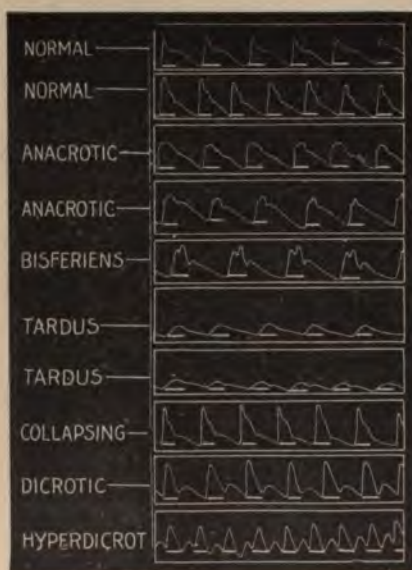 NORMAL
NORMAL
ANACROTIC
ANACROTIC
BISFERIENS
TARDUS
TARDUS
COLLAPSING
DICROTIC
HYPERDICROT